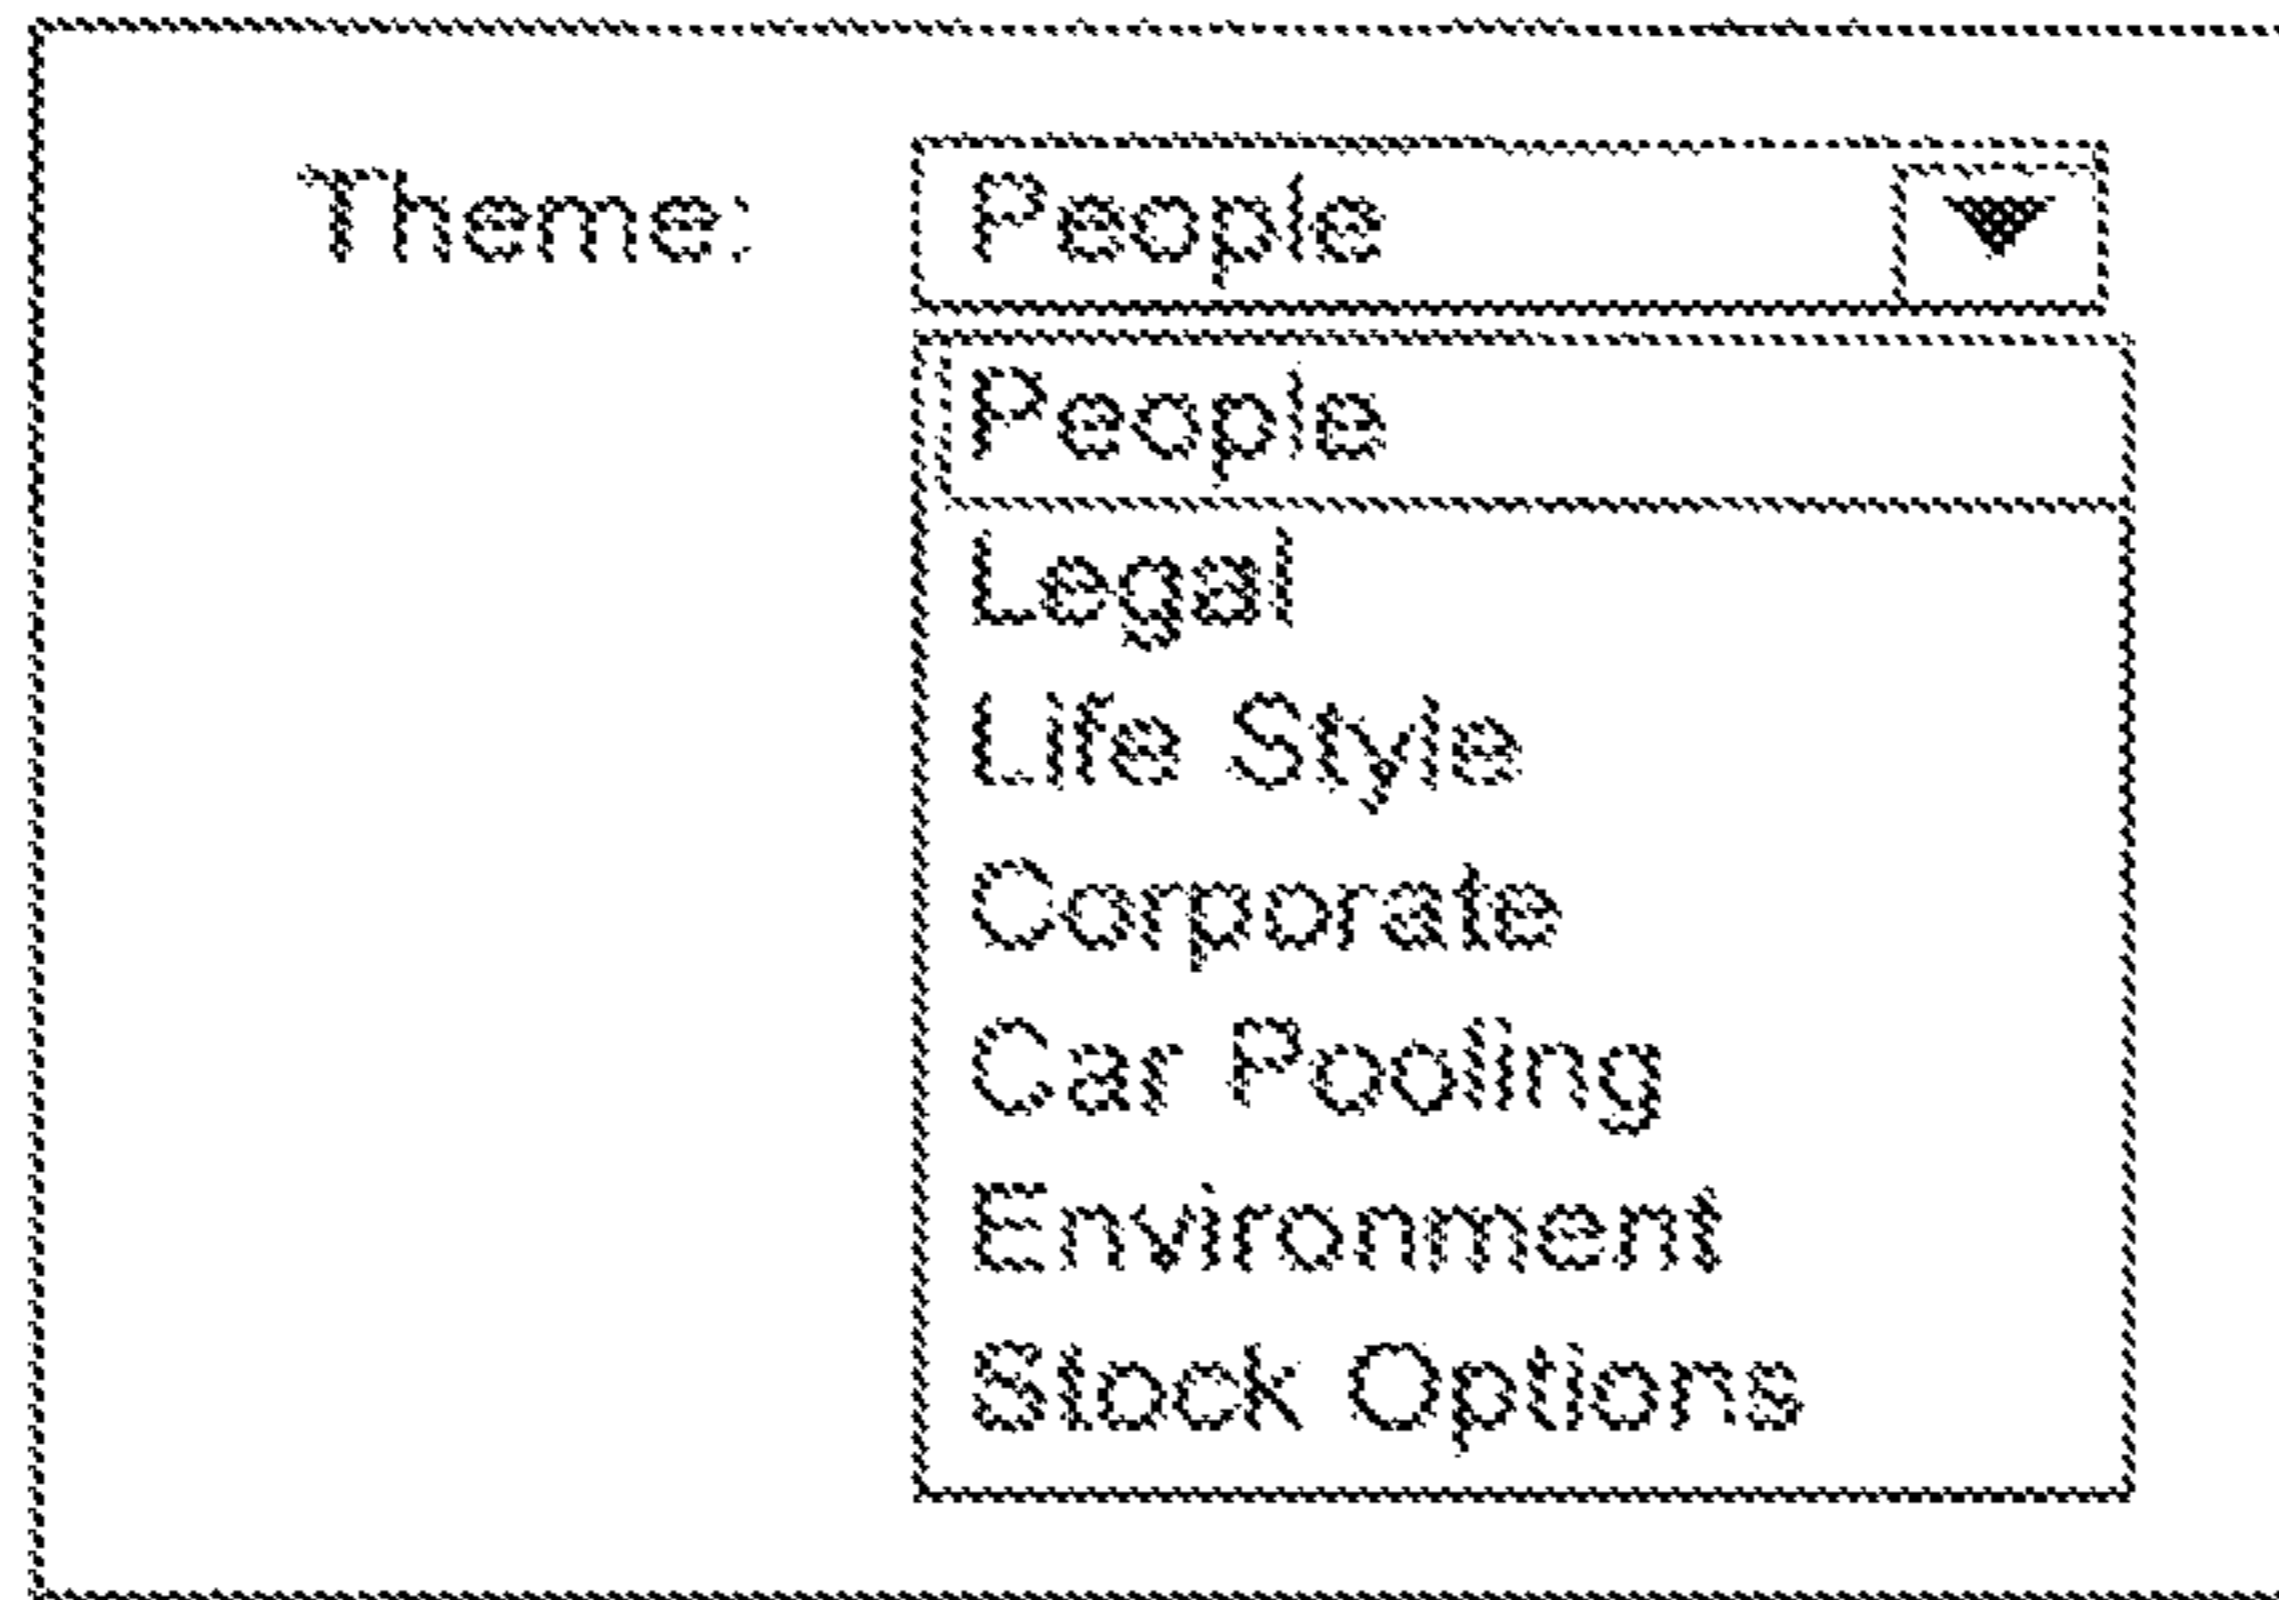 Theme: People
People
Legal
Life Style
Corporate
Car Pooling
Environment
Stock Options